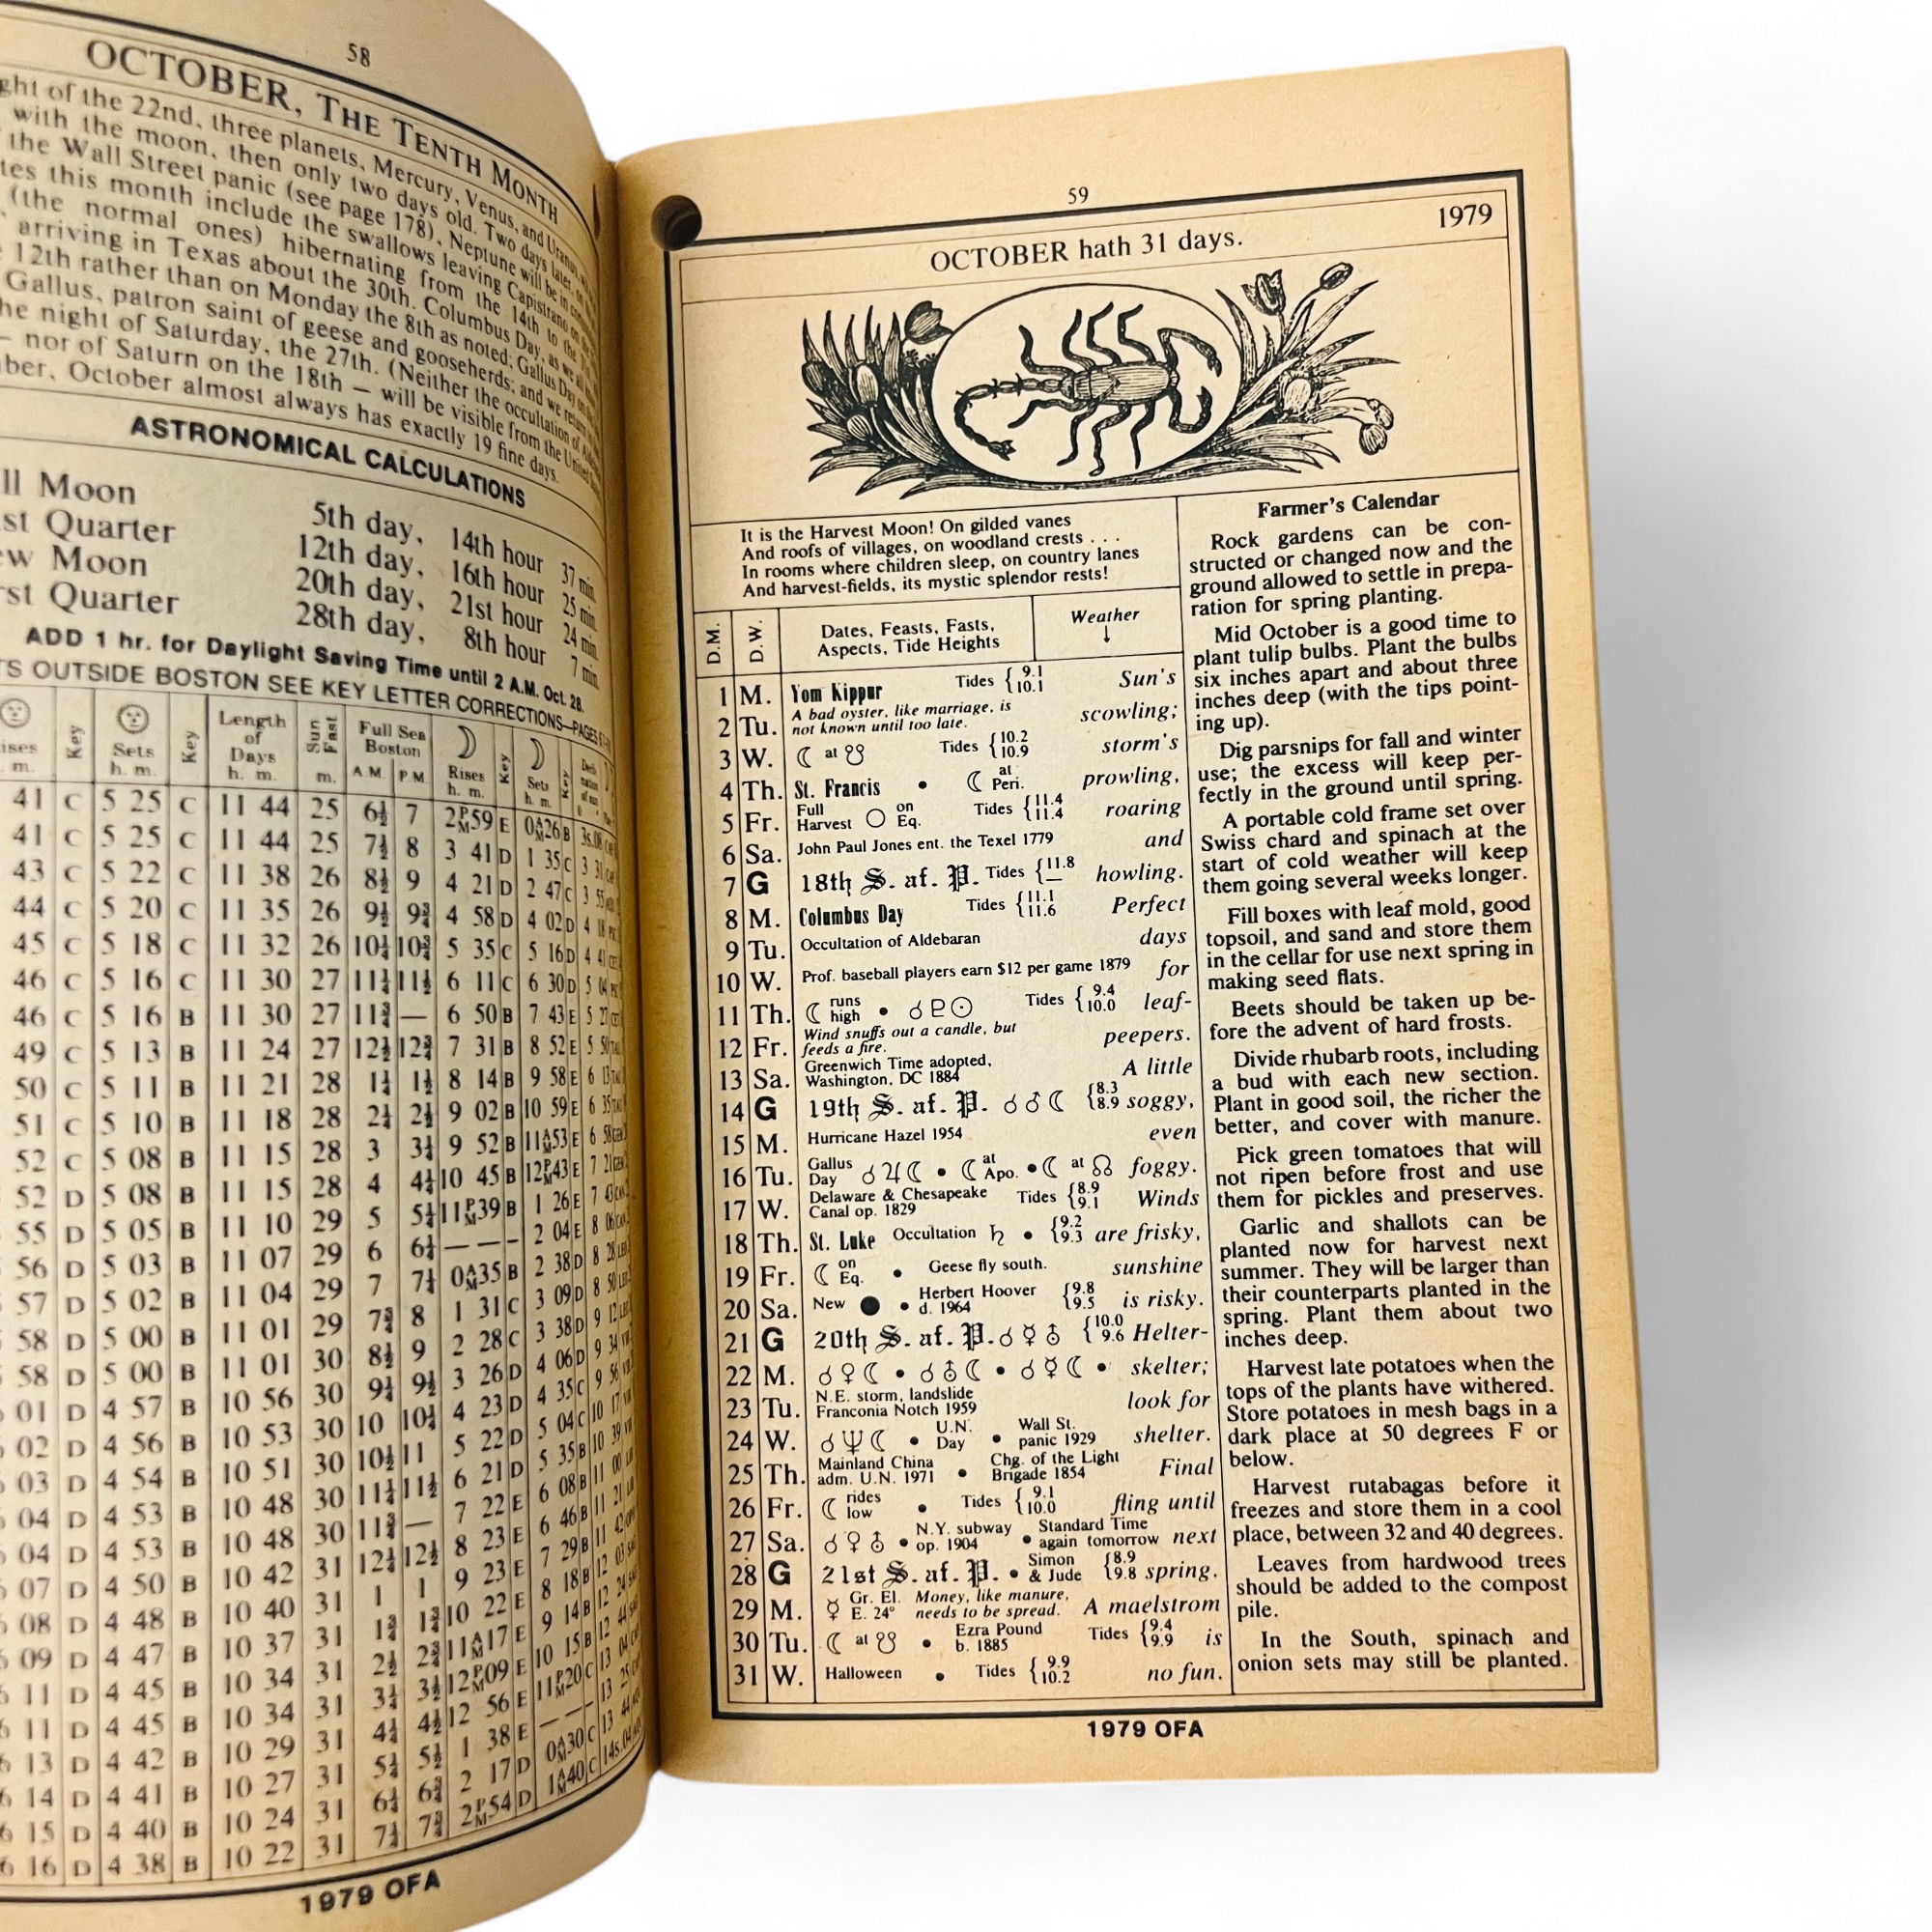 58
OCTOBER, THE TENTH MONTH
of the 22nd, three planets, Mercury, Venus, and Uranus,
with the moon, then only two days old. Two days later,
the Wall Street panic (see page 178), Neptune will be in
this month include the swallows leaving Capistrano on
(the normal ones) hibernating from the 14th to the
arriving in Texas about the 30th. Columbus Day, as we
12th rather than on Monday the 8th as noted; Gallus Day
Gallus, patron saint of geese and gooseherds; and we return
night of Saturday, the 27th. (Neither the occultation of
— nor of Saturn on the 18th — will be visible from the United
October almost always has exactly 19 fine days.
ASTRONOMICAL CALCULATIONS
Moon 5th day, 14th hour 37 min.
Quarter 12th day, 16th hour 25 min.
Moon 20th day, 21st hour 24 min.
Quarter 28th day, 8th hour 7 min.
ADD 1 hr. for Daylight Saving Time until 2 A.M. Oct. 28.
OUTSIDE BOSTON SEE KEY LETTER CORRECTIONS—PAGES
m. Key Sets h. m. Key Length of Days h. m. Sun Fast m. Full Sea Boston A.M. P.M. Rises h. m. Key Sets h. m. Key
41 C 5 25 C 11 44 25 6½ 7 2PM59 E 0AM26 B
41 C 5 25 C 11 44 25 7½ 8 3 41 D 1 35 C
43 C 5 22 C 11 38 26 8½ 9 4 21 D 2 47 C
44 C 5 20 C 11 35 26 9½ 9¾ 4 58 D 4 02 D
45 C 5 18 C 11 32 26 10¼ 10¾ 5 35 C 5 16 D
46 C 5 16 C 11 30 27 11¼ 11½ 6 11 C 6 30 D
46 C 5 16 B 11 30 27 11¾ — 6 50 B 7 43 E
49 C 5 13 B 11 24 27 12½ 12¾ 7 31 B 8 52 E
50 C 5 11 B 11 21 28 1¼ 1½ 8 14 B 9 58 E
51 C 5 10 B 11 18 28 2¼ 2½ 9 02 B 10 59 E
52 C 5 08 B 11 15 28 3 3¼ 9 52 B 11AM53 E
52 D 5 08 B 11 15 28 4 4¼ 10 45 B 12PM43 E
55 D 5 05 B 11 10 29 5 5¼ 11PM39 B 1 26 E
56 D 5 03 B 11 07 29 6 6¼ — — – 2 04 E
57 D 5 02 B 11 04 29 7 7¼ 0AM35 B 2 38 D
58 D 5 00 B 11 01 29 7¾ 8 1 31 C 3 09 D
58 D 5 00 B 11 01 30 8½ 9 2 28 C 3 38 D
01 D 4 57 B 10 56 30 9¼ 9½ 3 26 D 4 06 D
02 D 4 56 B 10 53 30 10 10¼ 4 23 D 4 35 C
03 D 4 54 B 10 51 30 10½ 11 5 22 D 5 04 C
04 D 4 53 B 10 48 30 11¼ 11½ 6 21 D 5 35 B
04 D 4 53 B 10 48 30 11¾ — 7 22 E 6 08 B
07 D 4 50 B 10 42 31 12¼ 12½ 8 23 E 6 46 B
08 D 4 48 B 10 40 31 1 1 9 23 E 7 29 B
09 D 4 47 B 10 37 31 1¾ 1¾ 10 22 E 8 18 B
11 D 4 45 B 10 34 31 2½ 2¾ 11AM17 E 9 14 B
11 D 4 45 B 10 34 31 3¼ 3½ 12PM09 E 10 15 B
13 D 4 42 B 10 29 31 4¼ 4½ 12 56 E 11PM20 C
14 D 4 41 B 10 27 31 5¼ 5½ 1 38 E — —
15 D 4 40 B 10 24 31 6¼ 6¾ 2 17 D 0AM30 C
16 D 4 38 B 10 22 31 7¼ 7¾ 2PM54 D 1AM40 C
1979 OFA
59
1979
OCTOBER hath 31 days.
It is the Harvest Moon! On gilded vanes
And roofs of villages, on woodland crests . . .
In rooms where children sleep, on country lanes
And harvest-fields, its mystic splendor rests!
D.M. D.W. Dates, Feasts, Fasts, Aspects, Tide Heights Weather ↓
1 M. Yom Kippur Tides {9.1 10.1 Sun's
2 Tu. A bad oyster, like marriage, is not known until too late. scowling;
3 W. ☾ at ☋ Tides {10.2 10.9 storm's
4 Th. St. Francis • ☾ at Peri. prowling,
5 Fr. Full Harvest ○ on Eq. Tides {11.4 11.4 roaring
6 Sa. John Paul Jones ent. the Texel 1779 and
7 G 18th S. af. P. Tides {11.8 — howling.
8 M. Columbus Day Tides {11.1 11.6 Perfect
9 Tu. Occultation of Aldebaran days
10 W. Prof. baseball players earn $12 per game 1879 for
11 Th. ☾ runs high • ☌♇☉ Tides {9.4 10.0 leaf-
12 Fr. Wind snuffs out a candle, but feeds a fire. peepers.
13 Sa. Greenwich Time adopted, Washington, DC 1884 A little
14 G 19th S. af. P. ☌♂☾ {8.3 8.9 soggy,
15 M. Hurricane Hazel 1954 even
16 Tu. Gallus Day ☌♃☾ • ☾ at Apo. • ☾ at ☊ foggy.
17 W. Delaware & Chesapeake Canal op. 1829 Tides {8.9 9.1 Winds
18 Th. St. Luke Occultation ♄ • {9.2 9.3 are frisky,
19 Fr. ☾ on Eq. • Geese fly south. sunshine
20 Sa. New ● • Herbert Hoover d. 1964 {9.8 9.5 is risky.
21 G 20th S. af. P. ☌☿⛢ {10.0 9.6 Helter-
22 M. ☌♀☾ • ☌⛢☾ • ☌☿☾ • skelter;
23 Tu. N.E. storm, landslide Franconia Notch 1959 look for
24 W. ☌♆☾ • U.N. Day • Wall St. panic 1929 shelter.
25 Th. Mainland China adm. U.N. 1971 • Chg. of the Light Brigade 1854 Final
26 Fr. ☾ rides low • Tides {9.1 10.0 fling until
27 Sa. ☌♀⛢ • N.Y. subway op. 1904 • Standard Time again tomorrow next
28 G 21st S. af. P. • Simon & Jude {8.9 9.8 spring.
29 M. ☿ Gr. El. E. 24° Money, like manure, needs to be spread. A maelstrom
30 Tu. ☾ at ☋ • Ezra Pound b. 1885 Tides {9.4 9.9 is
31 W. Halloween • Tides {9.9 10.2 no fun.
Farmer's Calendar
Rock gardens can be con-
structed or changed now and the
ground allowed to settle in prepa-
ration for spring planting.
Mid October is a good time to
plant tulip bulbs. Plant the bulbs
six inches apart and about three
inches deep (with the tips point-
ing up).
Dig parsnips for fall and winter
use; the excess will keep per-
fectly in the ground until spring.
A portable cold frame set over
Swiss chard and spinach at the
start of cold weather will keep
them going several weeks longer.
Fill boxes with leaf mold, good
topsoil, and sand and store them
in the cellar for use next spring in
making seed flats.
Beets should be taken up be-
fore the advent of hard frosts.
Divide rhubarb roots, including
a bud with each new section.
Plant in good soil, the richer the
better, and cover with manure.
Pick green tomatoes that will
not ripen before frost and use
them for pickles and preserves.
Garlic and shallots can be
planted now for harvest next
summer. They will be larger than
their counterparts planted in the
spring. Plant them about two
inches deep.
Harvest late potatoes when the
tops of the plants have withered.
Store potatoes in mesh bags in a
dark place at 50 degrees F or
below.
Harvest rutabagas before it
freezes and store them in a cool
place, between 32 and 40 degrees.
Leaves from hardwood trees
should be added to the compost
pile.
In the South, spinach and
onion sets may still be planted.
1979 OFA